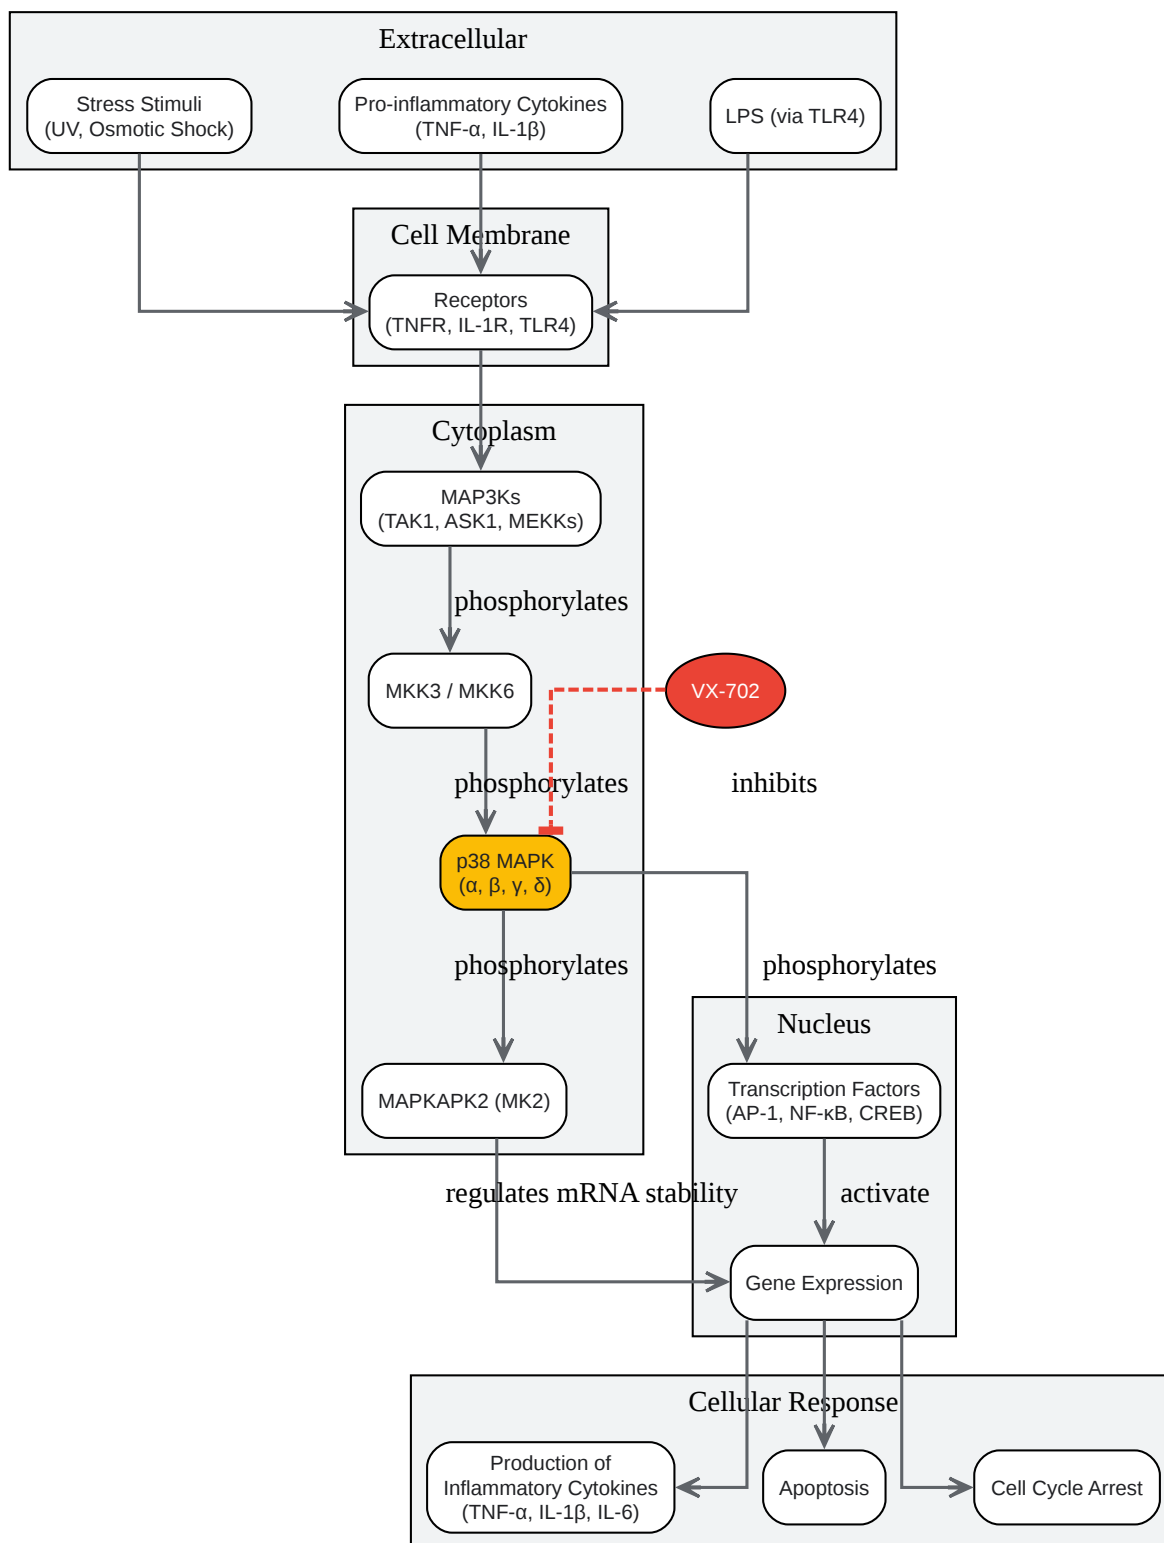 Extracellular
Stress Stimuli
(UV, Osmotic Shock)
Pro-inflammatory Cytokines
(TNF-α, IL-1β)
LPS (via TLR4)
Cell Membrane
Receptors
(TNFR, IL-1R, TLR4)
Cytoplasm
MAP3Ks
(TAK1, ASK1, MEKKs)
phosphorylates
MKK3 / MKK6
VX-702
phosphorylates
inhibits
p38 MAPK
(α, β, γ, δ)
phosphorylates
phosphorylates
Nucleus
MAPKAPK2 (MK2)
Transcription Factors
(AP-1, NF-κB, CREB)
regulates mRNA stability
activate
Gene Expression
Cellular Response
Production of
Inflammatory Cytokines
(TNF-α, IL-1β, IL-6)
Apoptosis
Cell Cycle Arrest